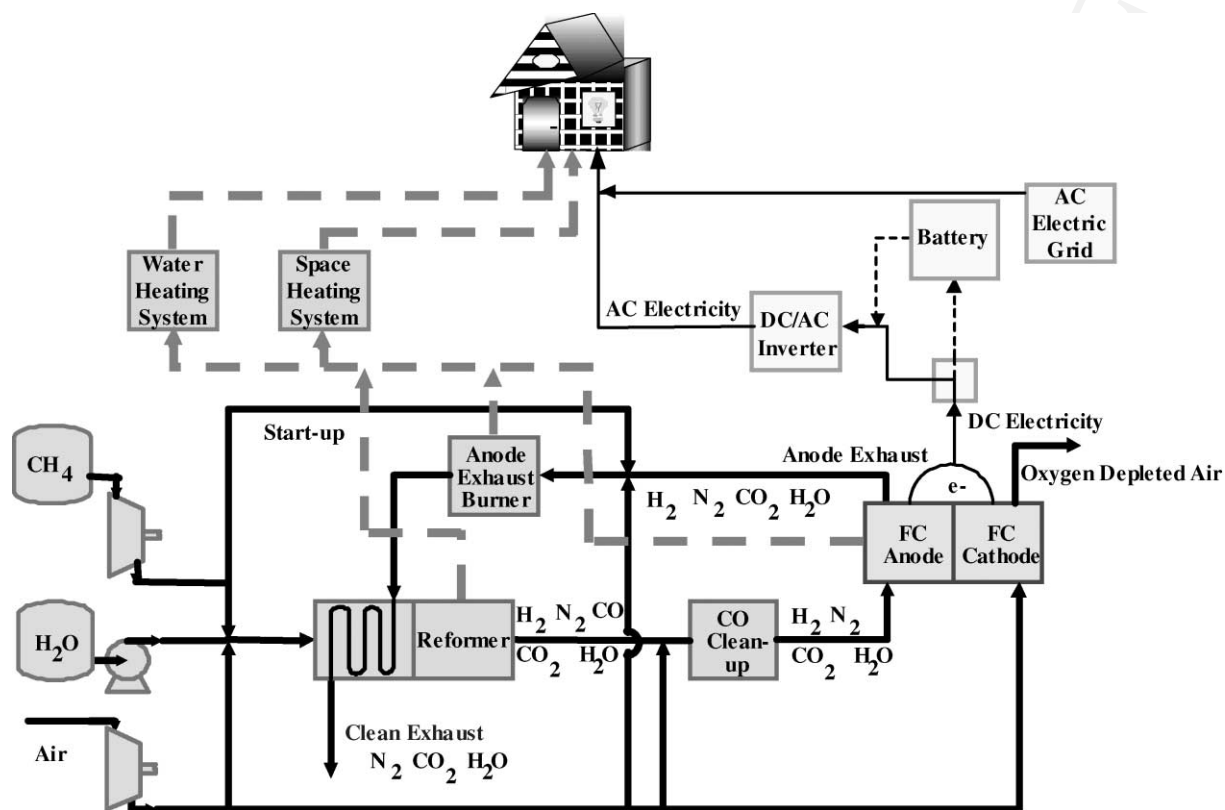 AC
Electric
Grid
Battery
Water
Heating
System
Space
Heating
System
AC Electricity
DC/AC
Inverter
DC Electricity
Start-up
CH4
Anode
Exhaust
Burner
Anode Exhaust
H2 N2 CO2 H2O
e-
Oxygen Depleted Air
FC
Anode
FC
Cathode
H2O
Reformer
H2 N2 CO
CO2 H2O
CO
Clean-
up
H2 N2
CO2 H2O
Air
Clean Exhaust
N2 CO2 H2O